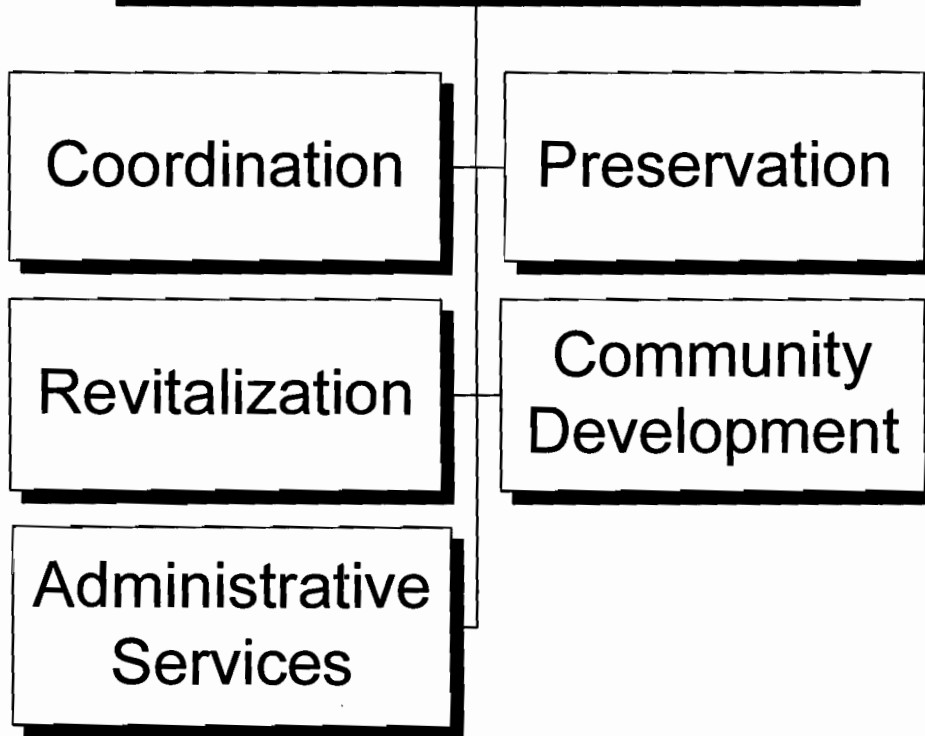 Coordination
Preservation
Revitalization
Community
Development
Administrative
Services